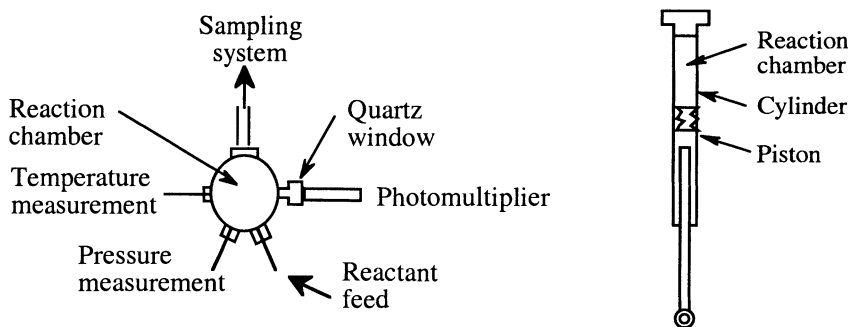 Sampling
system
Reaction
chamber
Quartz
window
Temperature
measurement
Photomultiplier
Pressure
measurement
Reactant
feed
Reaction
chamber
Cylinder
Piston